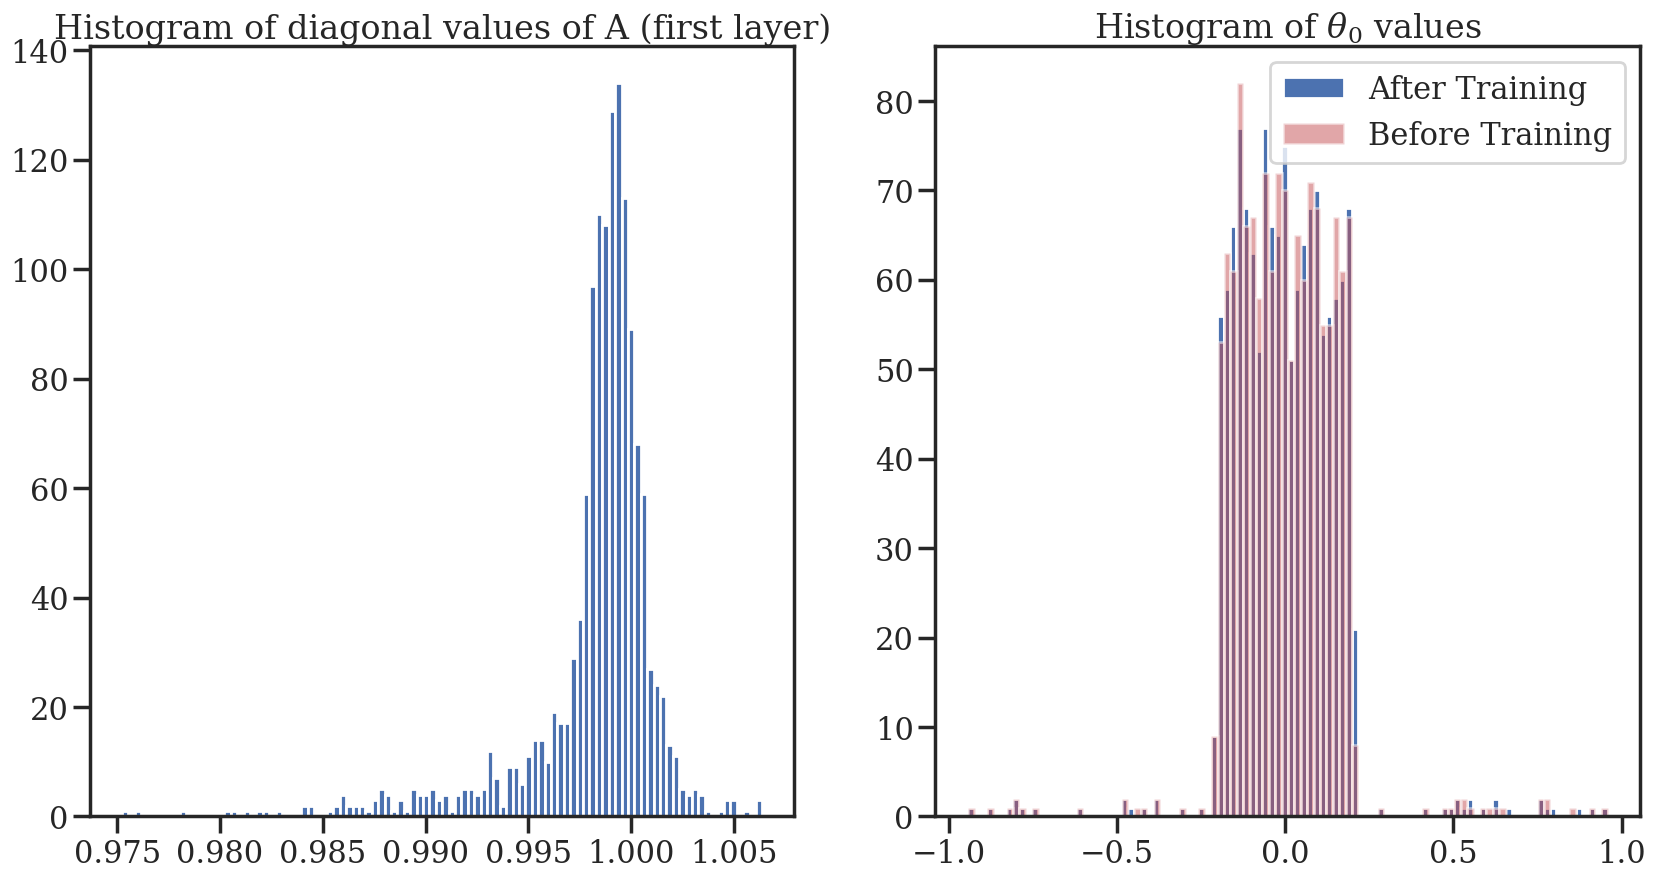 Histogram of diagonal values of A (first layer)
140
120
100
80
60
40
20
0
0.975 0.980 0.985 0.990 0.995 1.000 1.005
Histogram of θ₀ values
After Training
Before Training
80
70
60
50
40
30
20
10
0
−1.0 −0.5 0.0 0.5 1.0